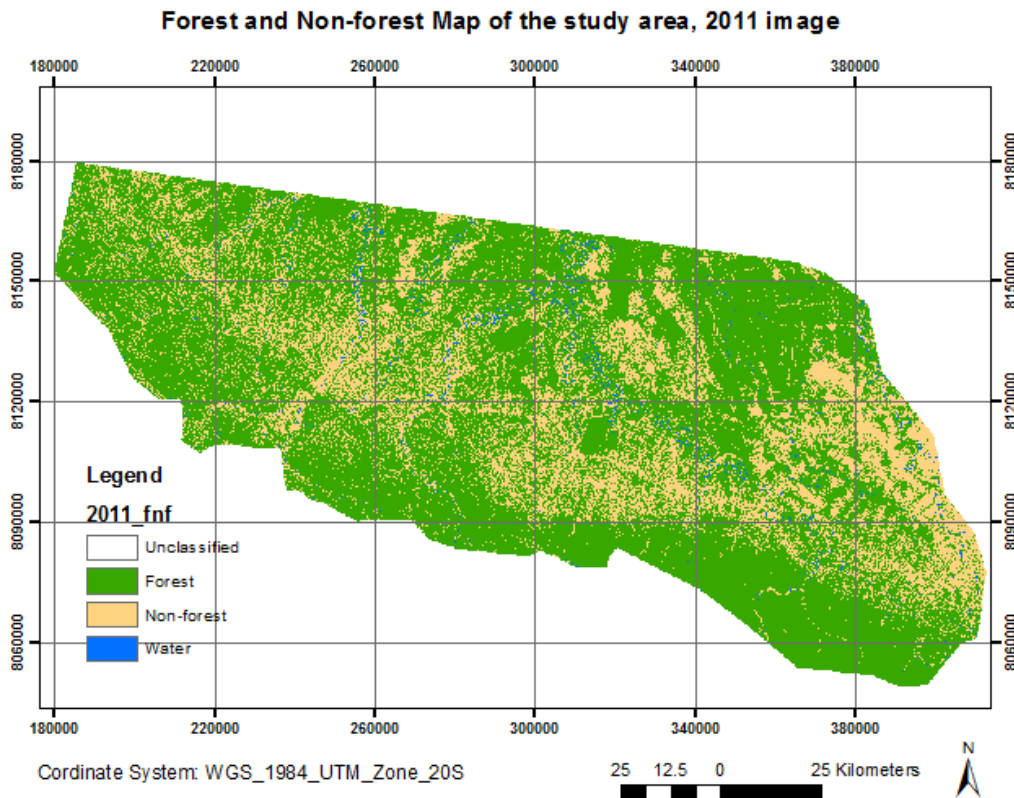 Forest and Non-forest Map of the study area, 2011 image
180000 220000 260000 300000 340000 380000
8180000 8180000
8150000 8150000
8120000 8120000
8090000 8090000
8060000 8060000
Legend
2011_fnf
Unclassified
Forest
Non-forest
Water
180000 220000 260000 300000 340000 380000
Cordinate System: WGS_1984_UTM_Zone_20S
25 12.5 0 25 Kilometers
N